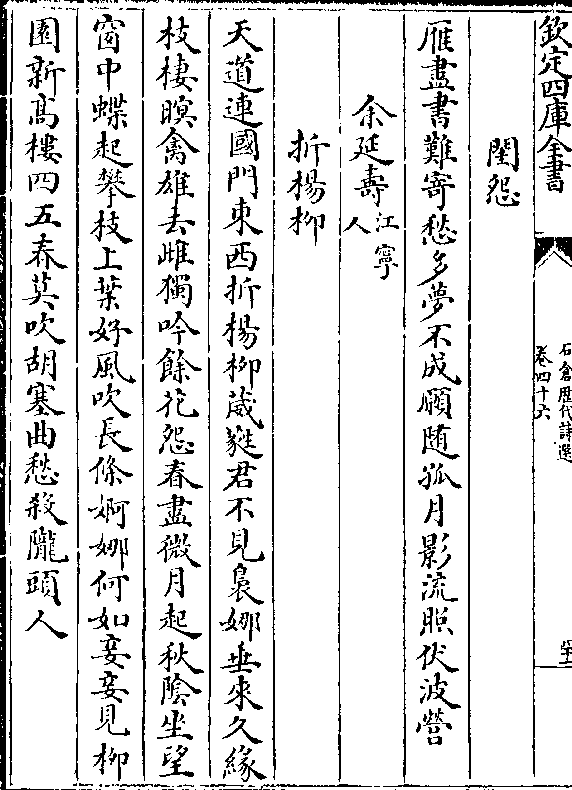 欽定四庫全書
石倉歷代詩選
卷四十六
閨怨
雁盡書難寄愁多夢不成願随孤月影流照伏波營
余延壽江寧人
折楊柳
天道連國門東西折楊柳葳蕤君不見裊娜垂來久緣
枝棲暝禽雄去雌獨吟餘花怨春盡微月起秋陰坐望
窗中蝶起攀枝上葉好風吹長條婀娜何如妾妾見柳
園新髙樓四五春莫吹胡塞曲愁殺隴頭人